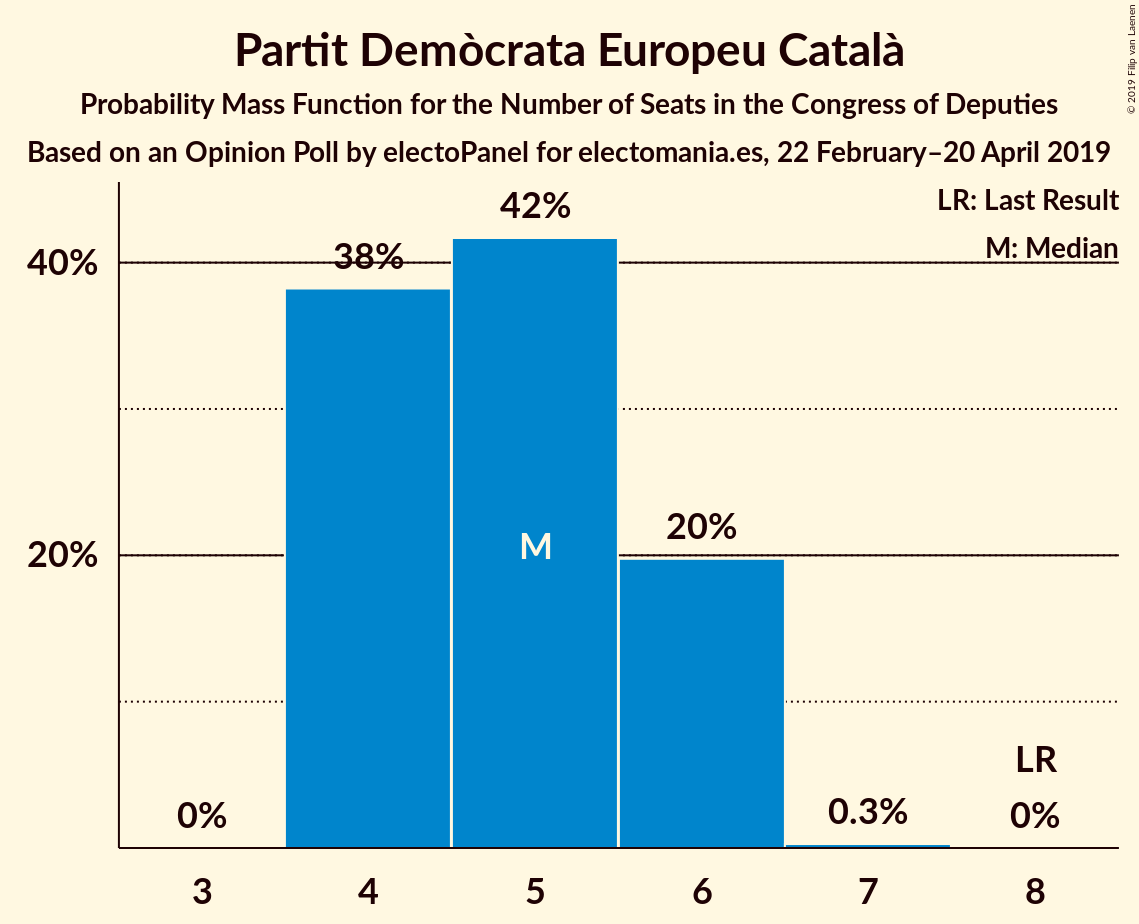 Partit Demòcrata Europeu Català
Probability Mass Function for the Number of Seats in the Congress of Deputies
Based on an Opinion Poll by electoPanel for electomania.es, 22 February–20 April 2019
© 2019 Filip van Laenen
LR: Last Result
M: Median
40%
20%
0%
38%
42%
M
20%
0.3%
LR
0%
3
4
5
6
7
8